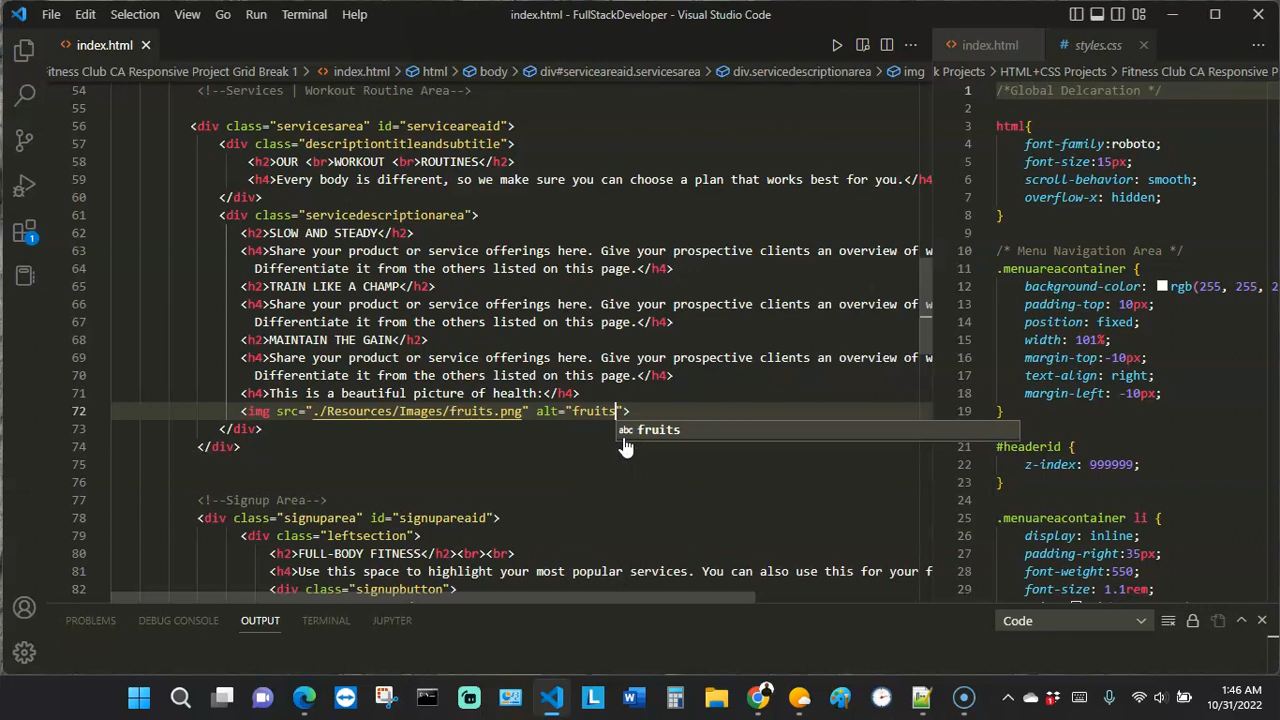 File Edit Selection View Go Run Terminal Help index.html - FullStackDeveloper - Visual Studio Code
index.html
index.html styles.css
Fitness Club CA Responsive Project Grid Break 1 > index.html > html > body > div#serviceareaid.servicesarea > div.servicedescriptionarea > img
k Projects > HTML+CSS Projects > Fitness Club CA Responsive P
54 <!--Services | Workout Routine Area-->
55
56 <div class="servicesarea" id="serviceareaid">
57 <div class="descriptiontitleandsubtitle">
58 <h2>OUR <br>WORKOUT <br>ROUTINES</h2>
59 <h4>Every body is different, so we make sure you can choose a plan that works best for you.</h4
60 </div>
61 <div class="servicedescriptionarea">
62 <h2>SLOW AND STEADY</h2>
63 <h4>Share your product or service offerings here. Give your prospective clients an overview of w
64 Differentiate it from the others listed on this page.</h4>
65 <h2>TRAIN LIKE A CHAMP</h2>
66 <h4>Share your product or service offerings here. Give your prospective clients an overview of w
67 Differentiate it from the others listed on this page.</h4>
68 <h2>MAINTAIN THE GAIN</h2>
69 <h4>Share your product or service offerings here. Give your prospective clients an overview of w
70 Differentiate it from the others listed on this page.</h4>
71 <h4>This is a beautiful picture of health:</h4>
72 <img src="./Resources/Images/fruits.png" alt="fruits">
abc fruits
73 </div>
74 </div>
75
76
77 <!--Signup Area-->
78 <div class="signuparea" id="signupareaid">
79 <div class="leftsection">
80 <h2>FULL-BODY FITNESS</h2><br><br>
81 <h4>Use this space to highlight your most popular services. You can also use this for your f
82 <div class="signupbutton">
1 /*Global Delcaration */
2
3 html{
4 font-family:roboto;
5 font-size:15px;
6 scroll-behavior: smooth;
7 overflow-x: hidden;
8 }
9
10 /* Menu Navigation Area */
11 .menuareacontainer {
12 background-color: rgb(255, 255, 2
13 padding-top: 10px;
14 position: fixed;
15 width: 101%;
16 margin-top:-10px;
17 text-align: right;
18 margin-left: -10px;
19 }
20
21 #headerid {
22 z-index: 999999;
23 }
24
25 .menuareacontainer li {
26 display: inline;
27 padding-right:35px;
28 font-weight:550;
29 font-size: 1.1rem;
1
PROBLEMS DEBUG CONSOLE OUTPUT TERMINAL JUPYTER Code
1:46 AM
10/31/2022